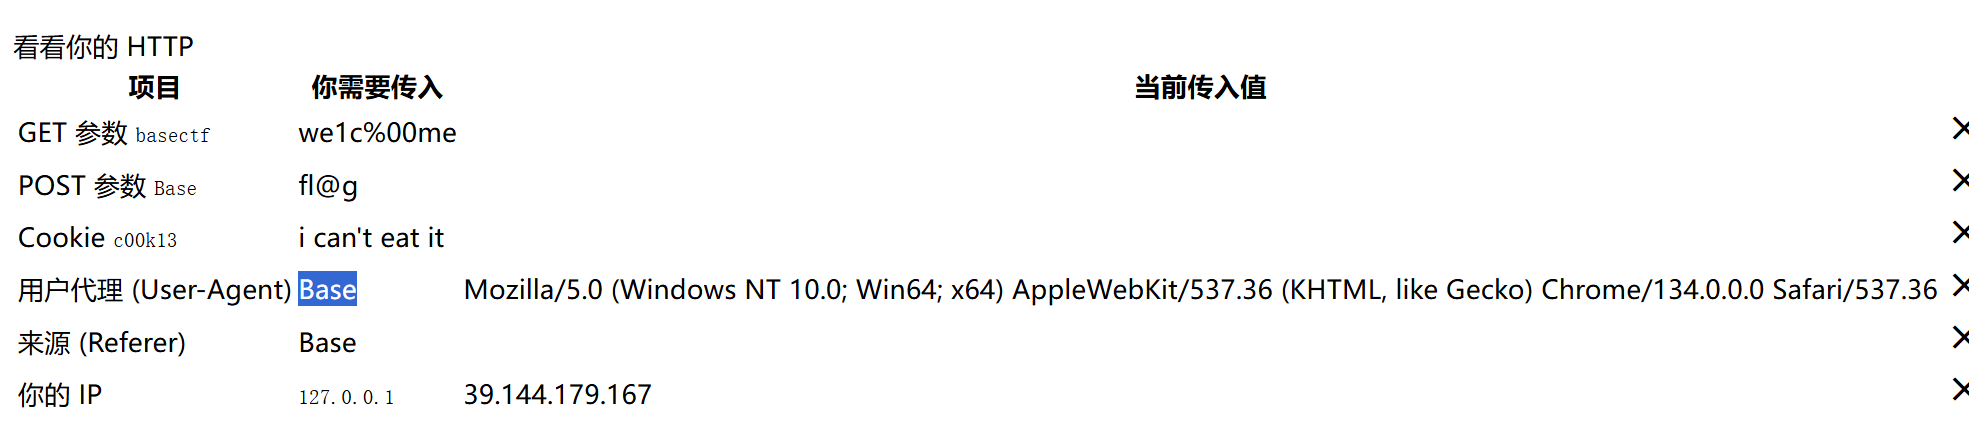 看看你的 HTTP
项目 你需要传入 当前传入值
GET 参数 basectf we1c%00me ×
POST 参数 Base fl@g ×
Cookie c00k13 i can't eat it ×
用户代理 (User-Agent) Base Mozilla/5.0 (Windows NT 10.0; Win64; x64) AppleWebKit/537.36 (KHTML, like Gecko) Chrome/134.0.0.0 Safari/537.36 ×
来源 (Referer) Base ×
你的 IP 127.0.0.1 39.144.179.167 ×